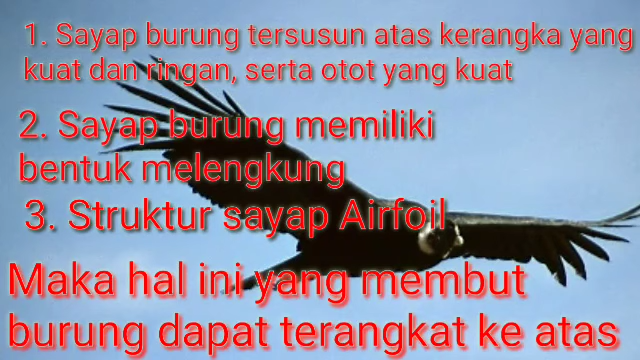 1. Sayap burung tersusun atas kerangka yang
kuat dan ringan, serta otot yang kuat
2. Sayap burung memiliki
bentuk melengkung
3. Struktur sayap Airfoil
Maka hal ini yang membut
burung dapat terangkat ke atas